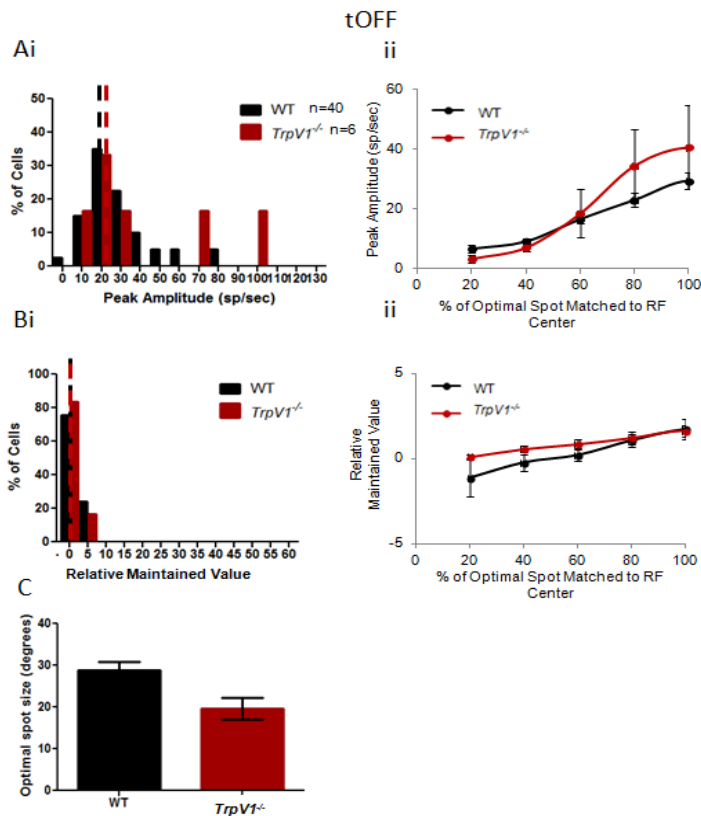 tOFF
Ai
50
40
30
20
10
0
% of Cells
WT n=40
TrpV1-/- n=6
0 10 20 30 40 50 60 70 80 90 100 110 120 130
Peak Amplitude (sp/sec)
ii
60
40
20
0
Peak Amplitude (sp/sec)
WT
TrpV1-/-
0 20 40 60 80 100
% of Optimal Spot Matched to RF
Center
Bi
100
80
60
40
20
0
% of Cells
WT
TrpV1-/-
- 0 5 10 15 20 25 30 35 40 45 50 55 60
Relative Maintained Value
ii
5
0
-5
Relative
Maintained Value
WT
TrpV1-/-
0 20 40 60 80 100
% of Optimal Spot Matched to RF
Center
C
40
30
20
10
0
Optimal spot size (degrees)
WT
TrpV1-/-